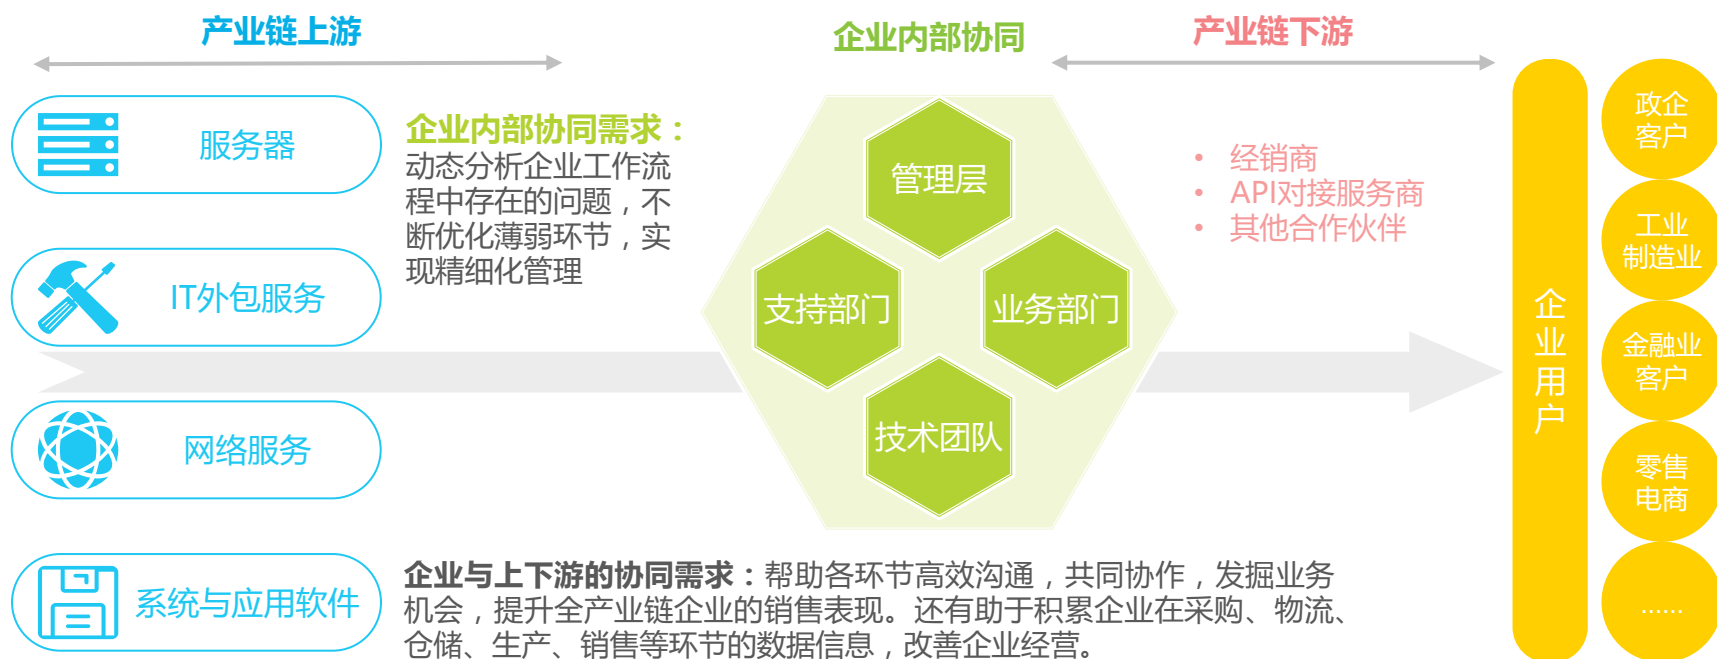 产业链上游
企业内部协同
产业链下游
服务器
IT外包服务
网络服务
系统与应用软件
企业内部协同需求：
动态分析企业工作流
程中存在的问题，不
断优化薄弱环节，实
现精细化管理
管理层
支持部门
业务部门
技术团队
• 经销商
• API对接服务商
• 其他合作伙伴
企业与上下游的协同需求：帮助各环节高效沟通，共同协作，发掘业务
机会，提升全产业链企业的销售表现。还有助于积累企业在采购、物流、
仓储、生产、销售等环节的数据信息，改善企业经营。
企业用户
政企
客户
工业
制造业
金融业
客户
零售
电商
……